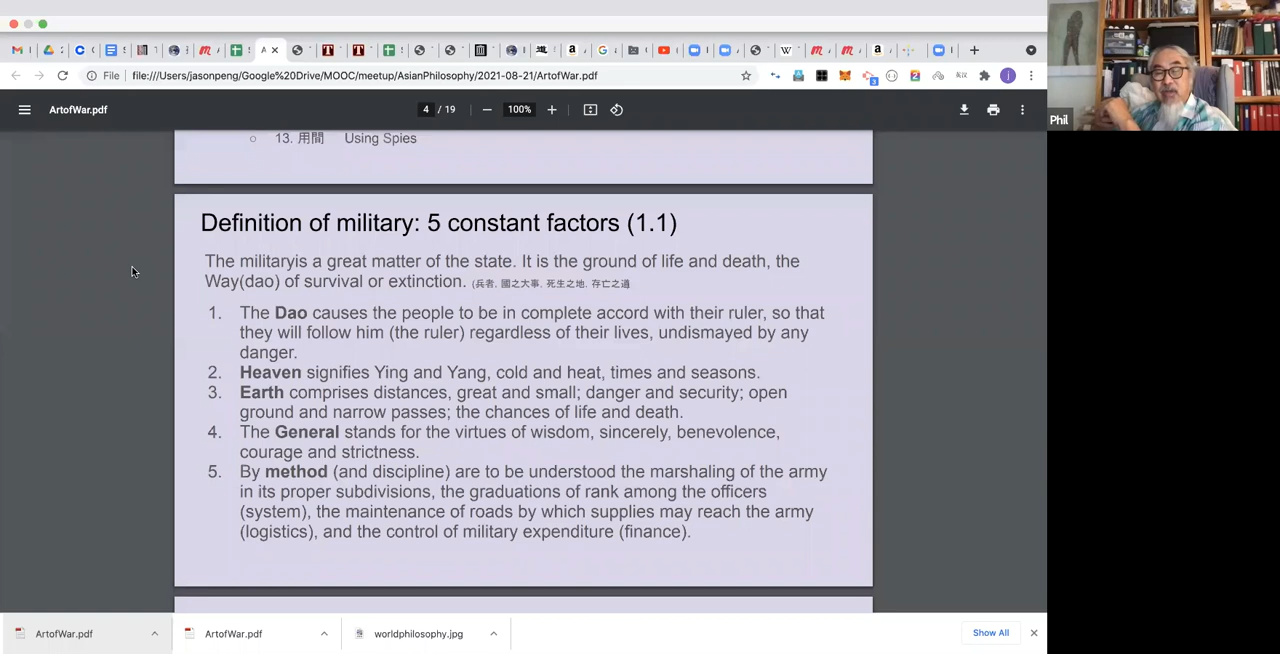 File
file:///Users/jasonpeng/Google%20Drive/MOOC/meetup/AsianPhilosophy/2021-08-21/ArtofWar.pdf
ArtofWar.pdf
4 / 19
100%
Phil
○ 13. 用間 Using Spies
Definition of military: 5 constant factors (1.1)
The militaryis a great matter of the state. It is the ground of life and death, the
Way(dao) of survival or extinction. (兵者, 國之大事, 死生之地, 存亡之道
1. The Dao causes the people to be in complete accord with their ruler, so that
they will follow him (the ruler) regardless of their lives, undismayed by any
danger.
2. Heaven signifies Ying and Yang, cold and heat, times and seasons.
3. Earth comprises distances, great and small; danger and security; open
ground and narrow passes; the chances of life and death.
4. The General stands for the virtues of wisdom, sincerely, benevolence,
courage and strictness.
5. By method (and discipline) are to be understood the marshaling of the army
in its proper subdivisions, the graduations of rank among the officers
(system), the maintenance of roads by which supplies may reach the army
(logistics), and the control of military expenditure (finance).
ArtofWar.pdf
ArtofWar.pdf
worldphilosophy.jpg
Show All